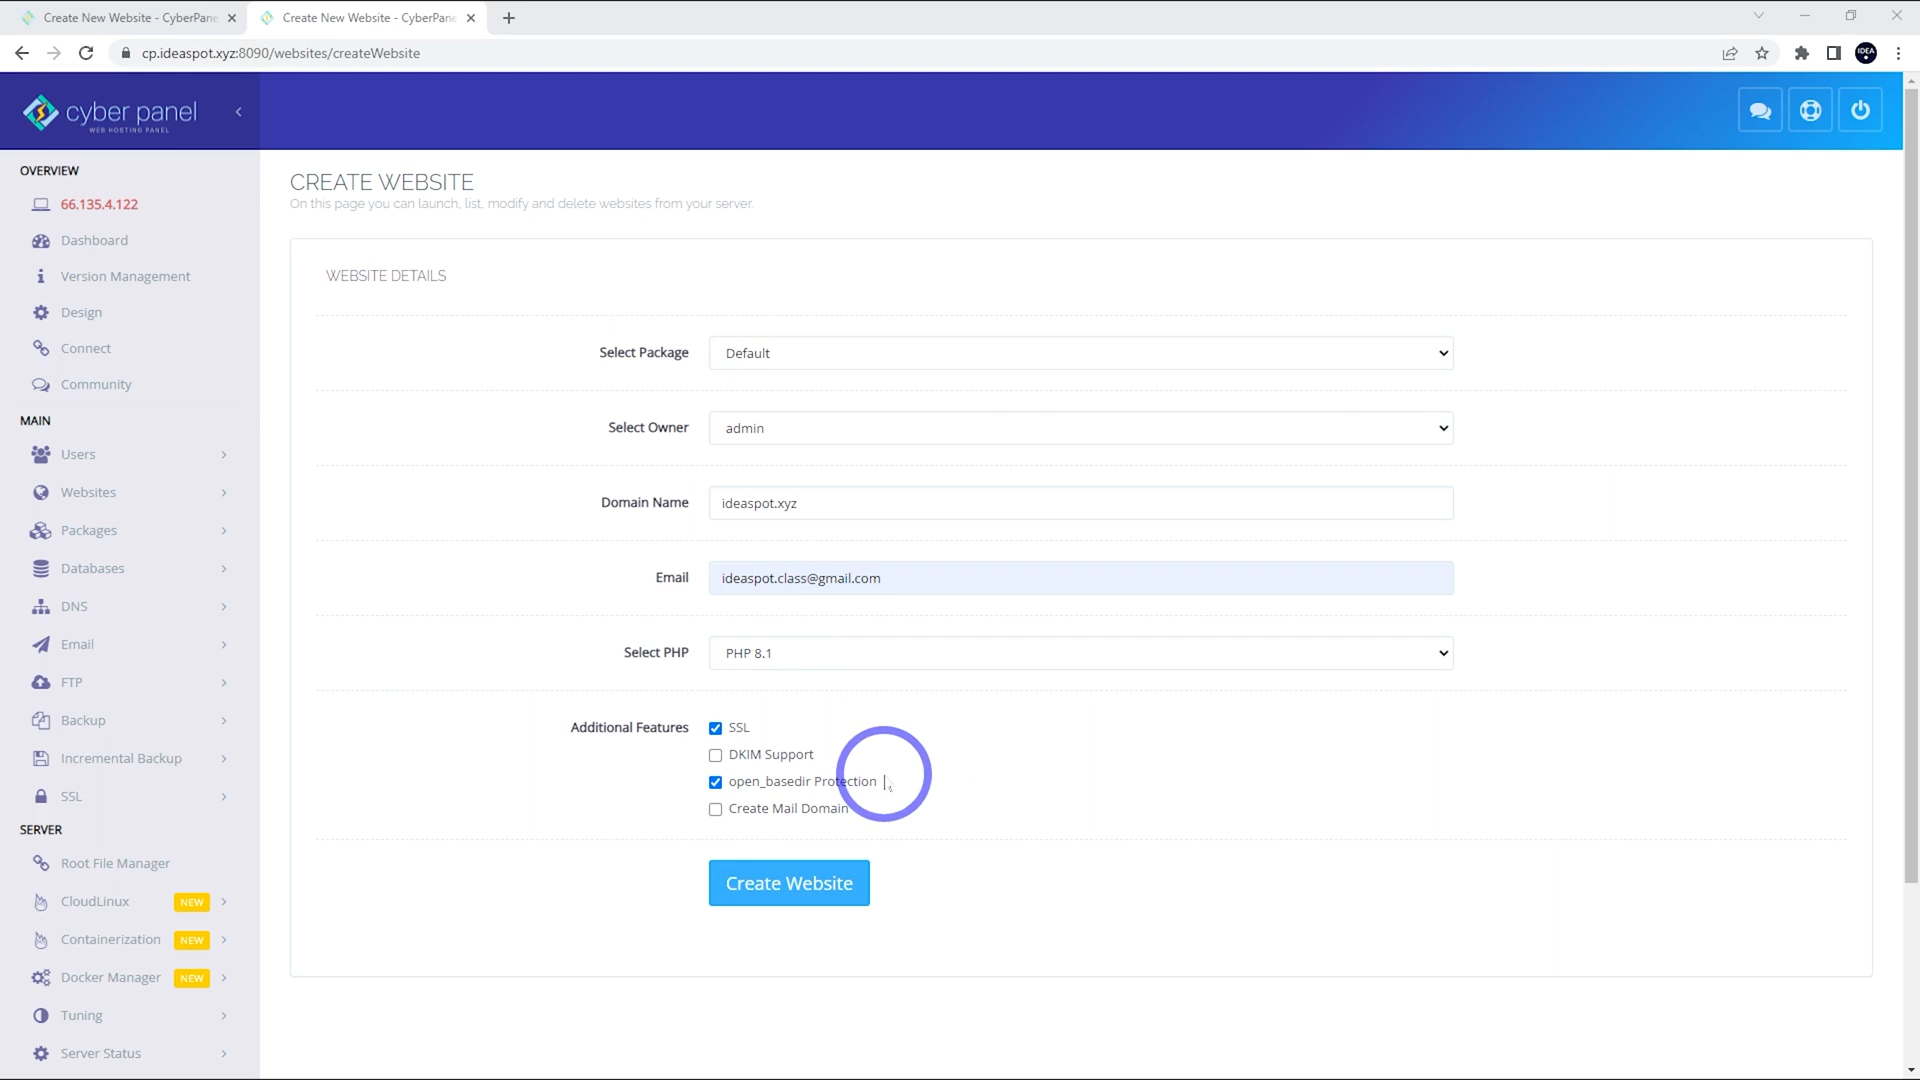 Create New Website - CyberPane
Create New Website - CyberPane
cp.ideaspot.xyz:8090/websites/createWebsite
IDEA
cyber panel
WEB HOSTING PANEL
OVERVIEW
66.135.4.122
Dashboard
Version Management
Design
Connect
Community
MAIN
Users
Websites
Packages
Databases
DNS
Email
FTP
Backup
Incremental Backup
SSL
SERVER
Root File Manager
CloudLinux NEW
Containerization NEW
Docker Manager NEW
Tuning
Server Status
CREATE WEBSITE
On this page you can launch, list, modify and delete websites from your server.
WEBSITE DETAILS
Select Package Default
Select Owner admin
Domain Name ideaspot.xyz
Email ideaspot.class@gmail.com
Select PHP PHP 8.1
Additional Features SSL
DKIM Support
open_basedir Protection
Create Mail Domain
Create Website